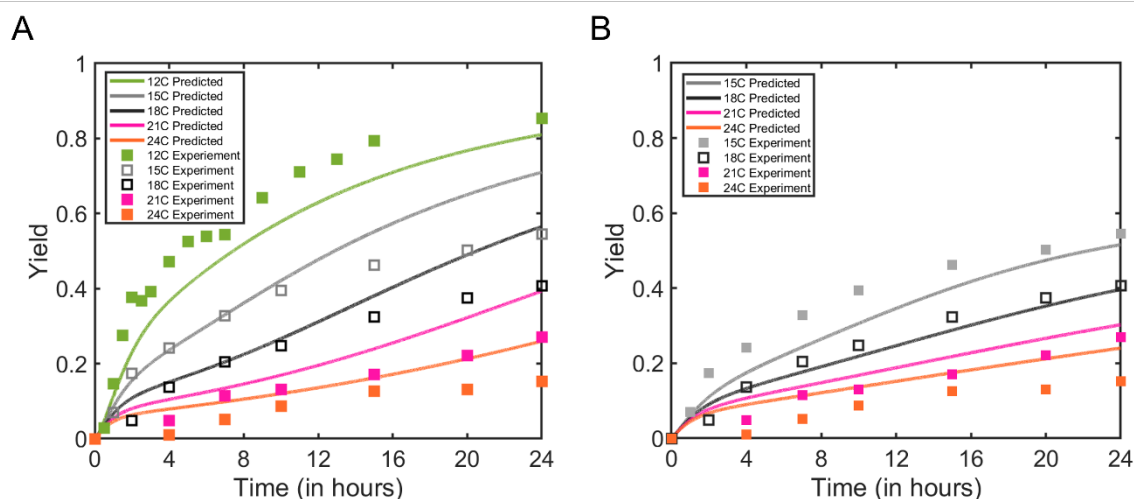 A
B
1
0.8
0.6
0.4
0.2
0
Yield
12C Predicted
15C Predicted
18C Predicted
21C Predicted
24C Predicted
12C Experiement
15C Experiment
18C Experiment
21C Experiment
24C Experiment
0 4 8 12 16 20 24
Time (in hours)
1
0.8
0.6
0.4
0.2
0
Yield
15C Predicted
18C Predicted
21C Predicted
24C Predicted
15C Experiment
18C Experiment
21C Experiment
24C Experiment
0 4 8 12 16 20 24
Time (in hours)